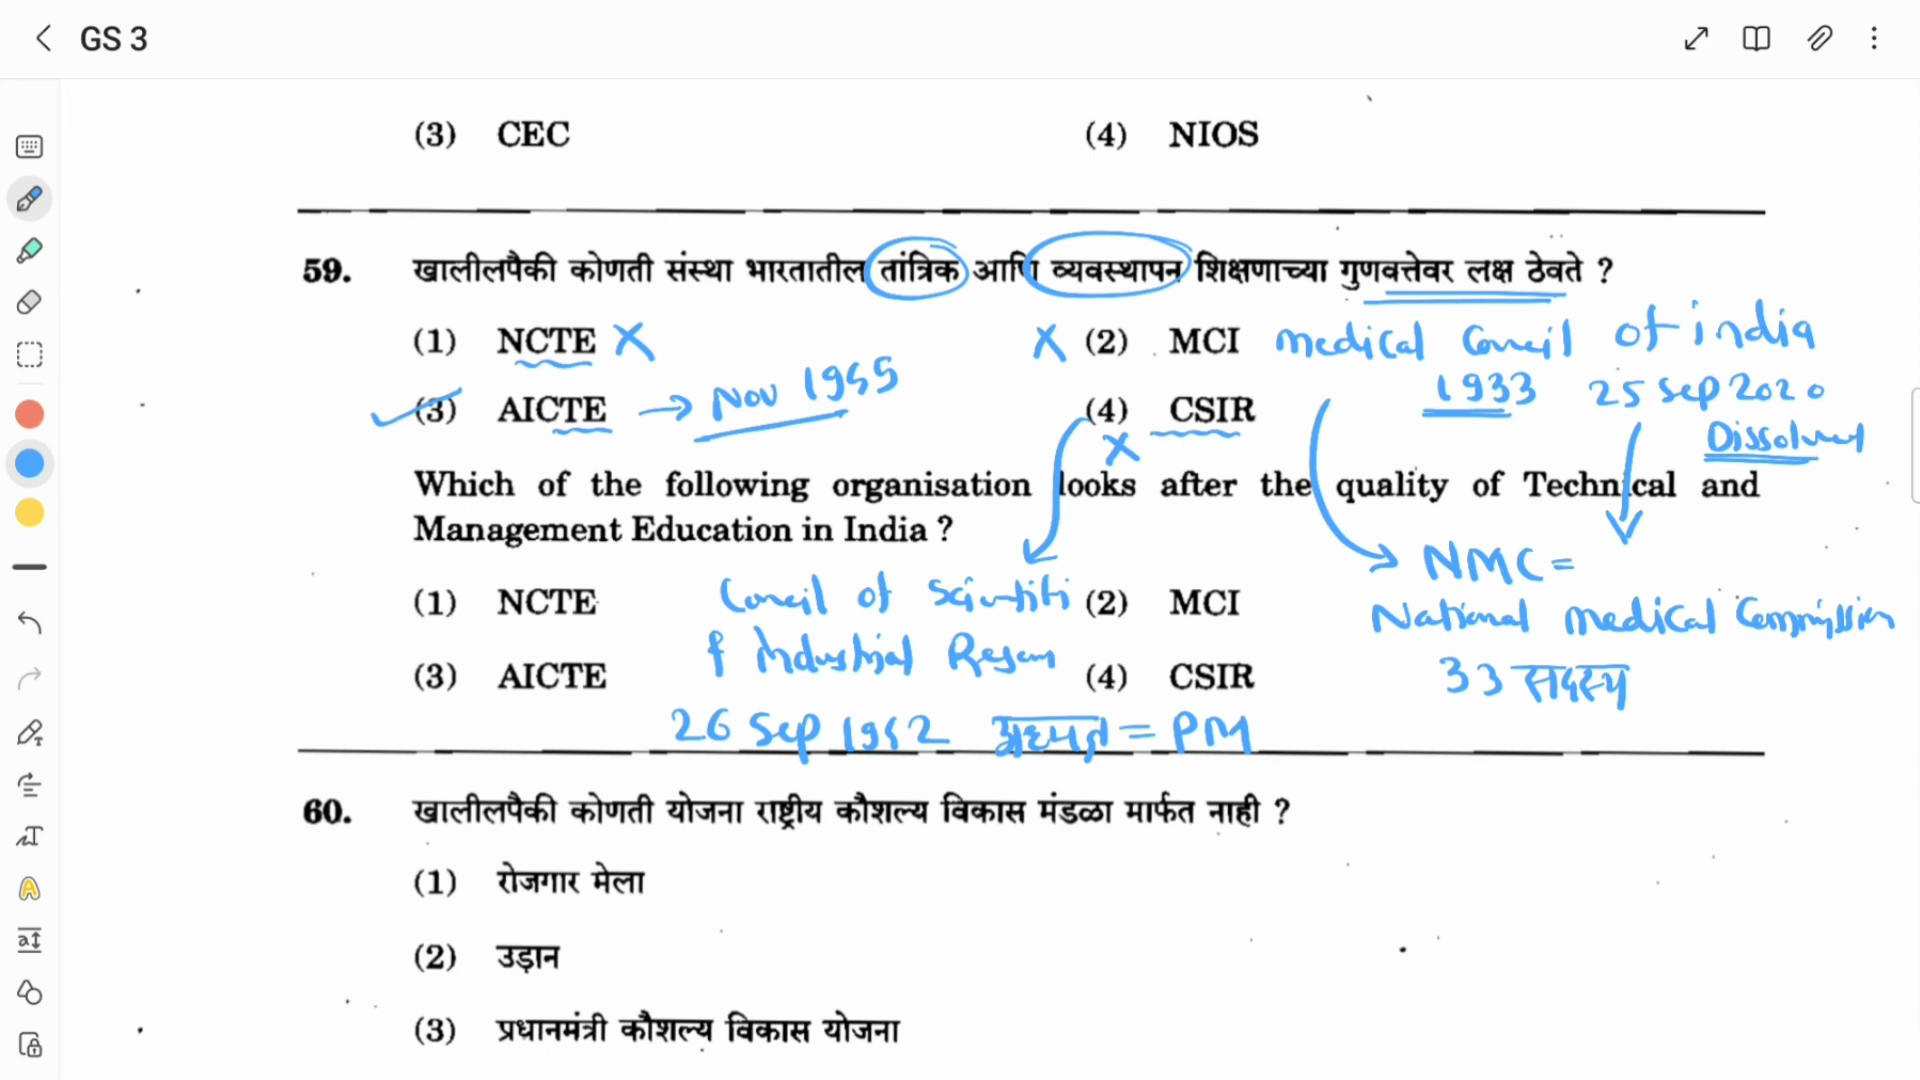 GS 3
(3) CEC (4) NIOS
59. खालीलपैकी कोणती संस्था भारतातील तांत्रिक आणि व्यवस्थापन शिक्षणाच्या गुणवत्तेवर लक्ष ठेवते ?
(1) NCTE X X (2) MCI medical Council of india
1933 25 Sep 2020
(3) AICTE → Nov 1945 (4) CSIR
Dissolved
X
Which of the following organisation looks after the quality of Technical and
Management Education in India ?
NMC =
(1) NCTE Council of (2) MCI National medical Commission
& industrial
(3) AICTE (4) CSIR 33 सदस्य
26 Sep 1942 अध्यक्ष = PM
60. खालीलपैकी कोणती योजना राष्ट्रीय कौशल्य विकास मंडळा मार्फत नाही ?
(1) रोजगार मेला
(2) उड़ान
(3) प्रधानमंत्री कौशल्य विकास योजना